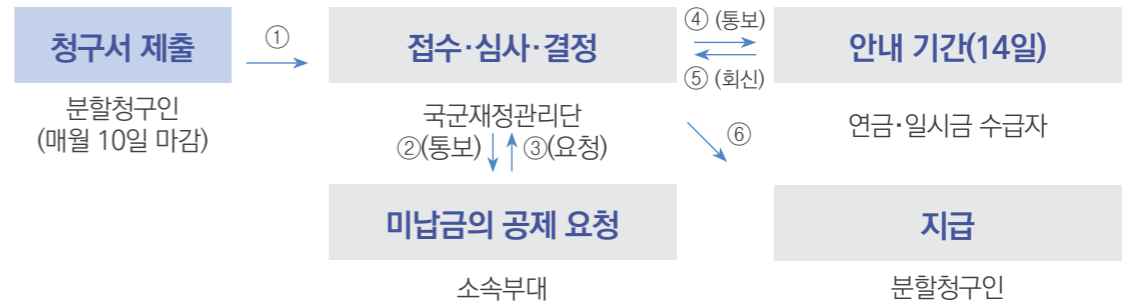 청구서 제출
①
접수·심사·결정
④ (통보)
⑤ (회신)
안내 기간(14일)
분할청구인
(매월 10일 마감)
국군재정관리단
②(통보) ③(요청)
⑥
연금·일시금 수급자
미납금의 공제 요청
지급
소속부대
분할청구인